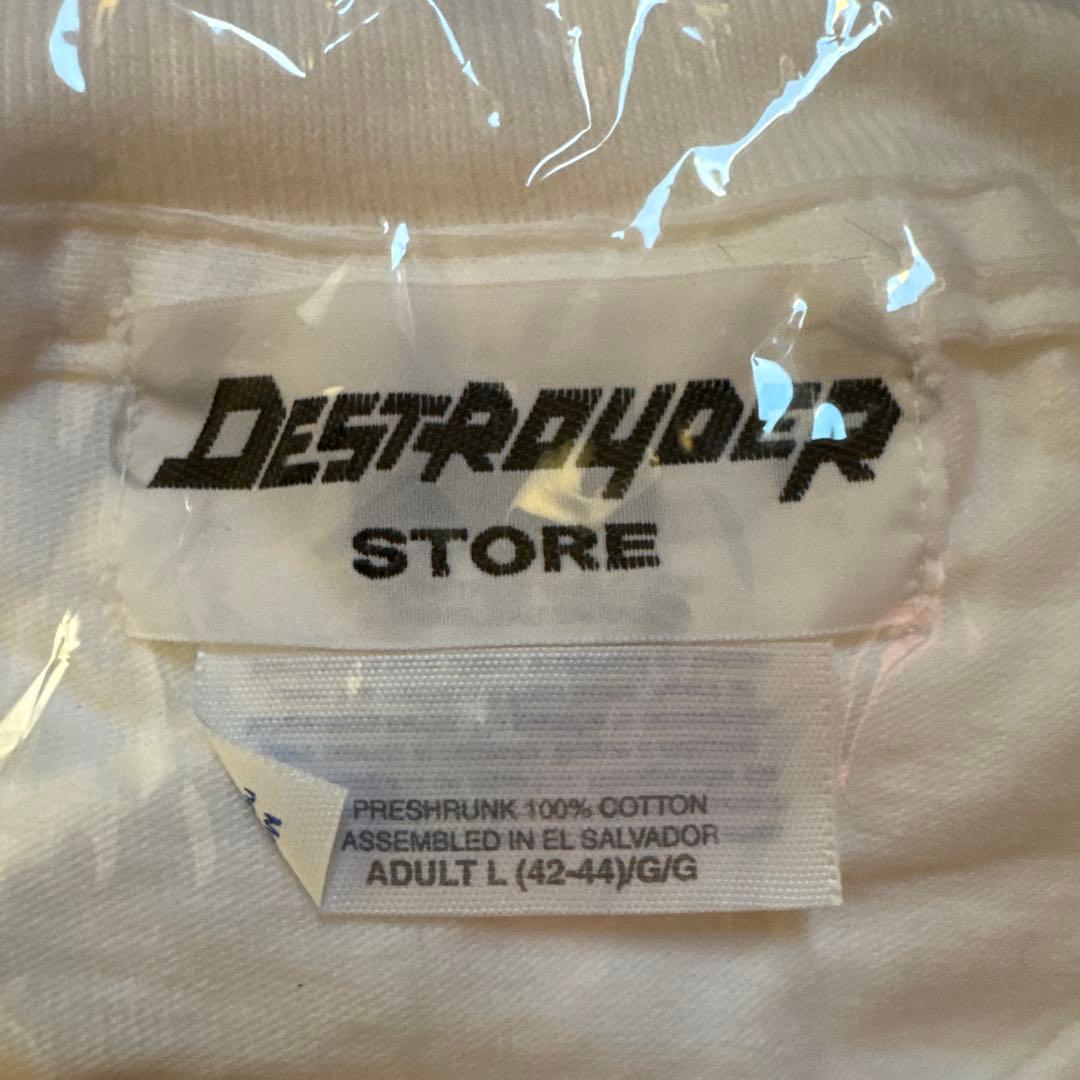 DESTROYDER
STORE
PRESHRUNK 100% COTTON
ASSEMBLED IN EL SALVADOR
ADULT L (42-44)/G/G
M